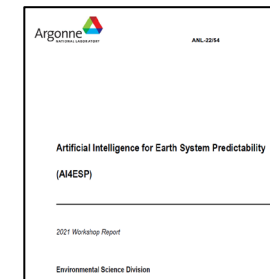 Argonne
NATIONAL LABORATORY
ANL-22/54
Artificial Intelligence for Earth System Predictability
(AI4ESP)
2021 Workshop Report
Environmental Science Division